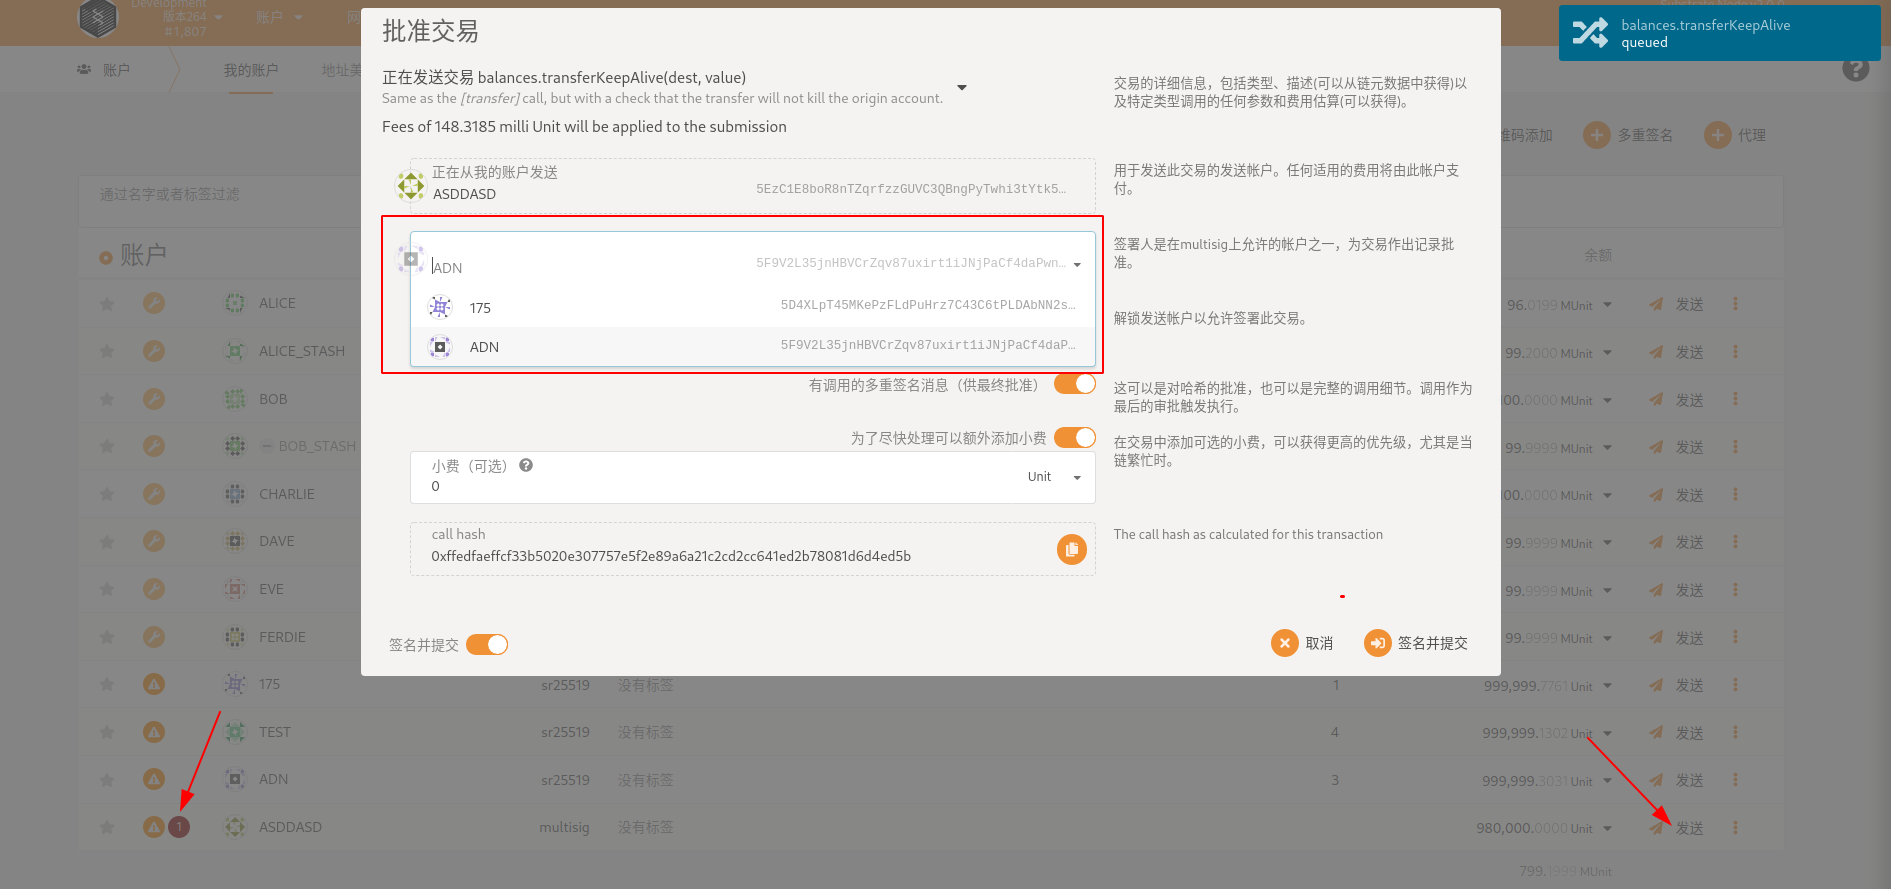 Development
版本264
#1,807
账户
Substrate Node v2.0.0
balances.transferKeepAlive
queued
账户
我的账户
批准交易
正在发送交易 balances.transferKeepAlive(dest, value)
Same as the [transfer] call, but with a check that the transfer will not kill the origin account.
交易的详细信息，包括类型、描述(可以从链元数据中获得)以
及特定类型调用的任何参数和费用估算(可以获得)。
Fees of 148.3185 milli Unit will be applied to the submission
维码添加
多重签名
代理
正在从我的账户发送
ASDDASD
5EzC1E8boR8nTZqrfzzGUVC3QBngPyTwhi3tYtk5…
用于发送此交易的发送帐户。任何适用的费用将由此帐户支
付。
通过名字或者标签过滤
账户
余额
ADN
5F9V2L35jnHBVCrZqv87uxirt1iJNjPaCf4daPwn…
签署人是在multisig上允许的帐户之一，为交易作出记录批
准。
175
5D4XLpT45MKePzFLdPuHrz7C43C6tPLDAbNN2s…
ADN
5F9V2L35jnHBVCrZqv87uxirt1iJNjPaCf4daP…
解锁发送帐户以允许签署此交易。
有调用的多重签名消息（供最终批准）
这可以是对哈希的批准，也可以是完整的调用细节。调用作为
最后的审批触发执行。
为了尽快处理可以额外添加小费
在交易中添加可选的小费，可以获得更高的优先级，尤其是当
链繁忙时。
小费（可选）
0
Unit
call hash
0xffedfaeffcf33b5020e307757e5f2e89a6a21c2cd2cc641ed2b78081d6d4ed5b
The call hash as calculated for this transaction
签名并提交
取消
签名并提交
ALICE
96.0199 MUnit
发送
ALICE_STASH
99.2000 MUnit
发送
BOB
00.0000 MUnit
发送
BOB_STASH
99.9999 MUnit
发送
CHARLIE
00.0000 MUnit
发送
DAVE
99.9999 MUnit
发送
EVE
99.9999 MUnit
发送
FERDIE
99.9999 MUnit
发送
175
sr25519
没有标签
1
999,999.7761 Unit
发送
TEST
sr25519
没有标签
4
999,999.1302 Unit
发送
ADN
sr25519
没有标签
3
999,999.3031 Unit
发送
1
ASDDASD
multisig
没有标签
980,000.0000 Unit
发送
799.1999 MUnit